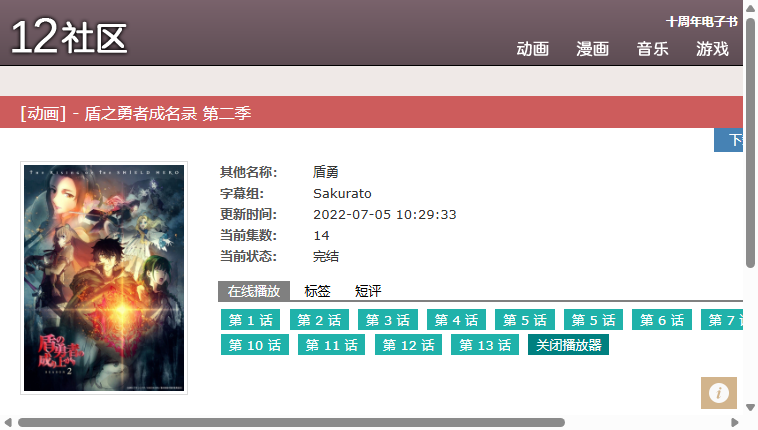 12社区
十周年电子书
动画 漫画 音乐 游戏
[动画] - 盾之勇者成名录 第二季
The Rising of The SHIELD HERO
盾の勇者の成り上がり
SEASON 2
其他名称: 盾勇
字幕组: Sakurato
更新时间: 2022-07-05 10:29:33
当前集数: 14
当前状态: 完结
在线播放 标签 短评
第 1 话 第 2 话 第 3 话 第 4 话 第 5 话 第 5 话 第 6 话 第 7
第 10 话 第 11 话 第 12 话 第 13 话 关闭播放器